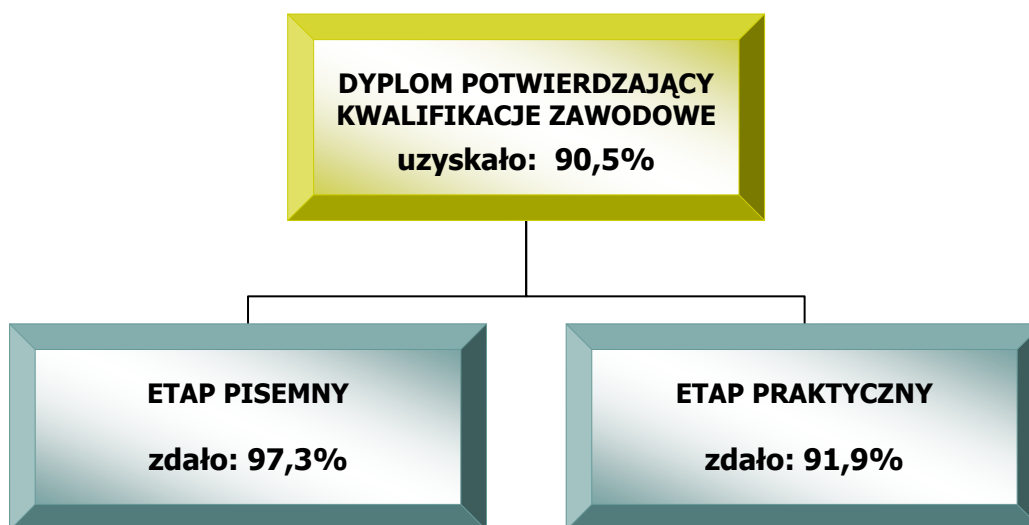 DYPLOM POTWIERDZAJĄCY
KWALIFIKACJE ZAWODOWE
uzyskało: 90,5%
ETAP PISEMNY
zdało: 97,3%
ETAP PRAKTYCZNY
zdało: 91,9%